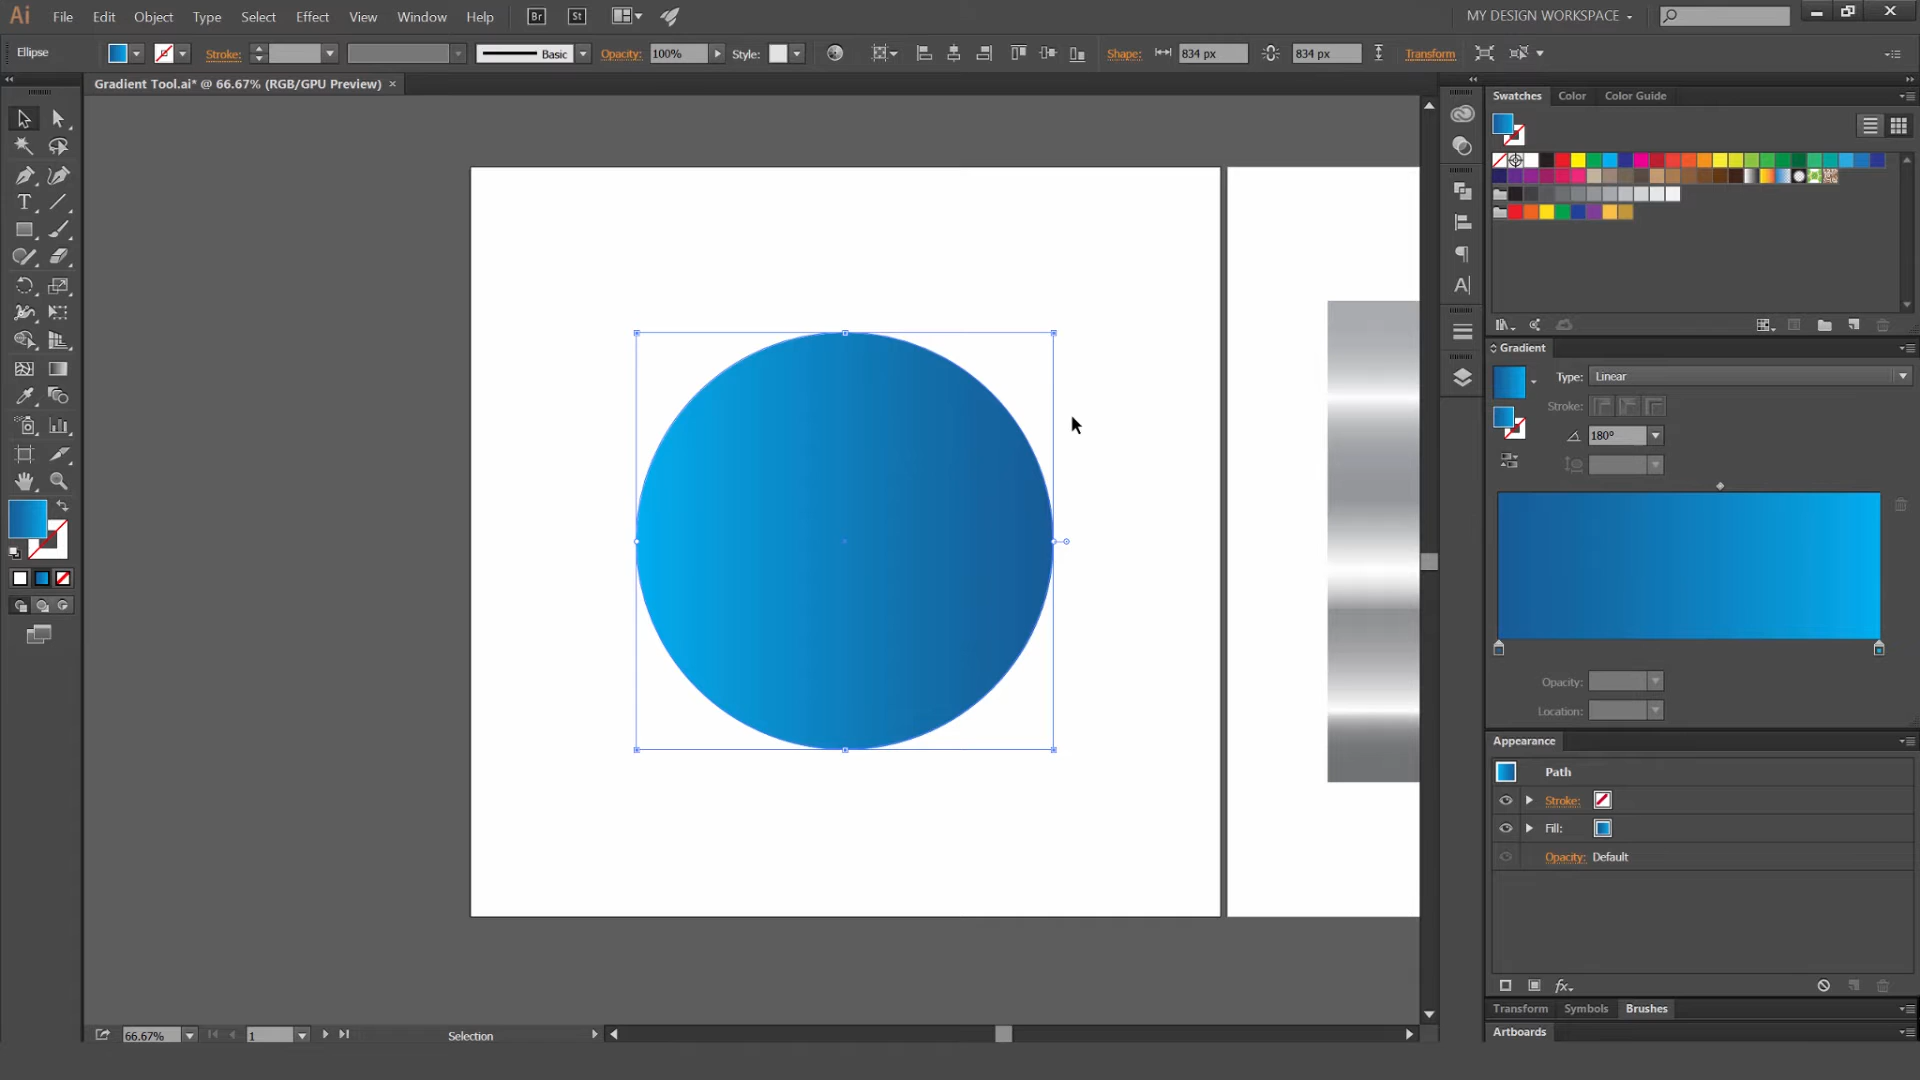 Ai File Edit Object Type Select Effect View Window Help Br St MY DESIGN WORKSPACE
Ellipse Stroke: Basic Opacity: 100% Style: Shape: 834 px 834 px Transform
Gradient Tool.ai* @ 66.67% (RGB/GPU Preview) ×
Swatches Color Color Guide
Gradient
Type: Linear
Stroke:
180°
Opacity:
Location:
Appearance
Path
Stroke:
Fill:
Opacity: Default
fx
Transform Symbols Brushes
Artboards
66.67% 1 Selection